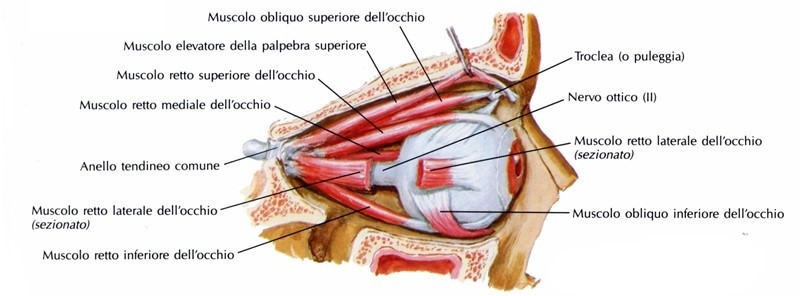 Muscolo obliquo superiore dell'occhio
Muscolo elevatore della palpebra superiore
Muscolo retto superiore dell'occhio
Muscolo retto mediale dell'occhio
Anello tendineo comune
Muscolo retto laterale dell'occhio
(sezionato)
Muscolo retto inferiore dell'occhio
Troclea (o puleggia)
Nervo ottico (II)
Muscolo retto laterale dell'occhio
(sezionato)
Muscolo obliquo inferiore dell'occhio